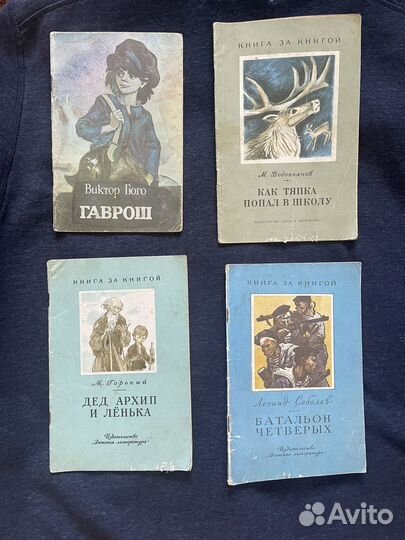 Виктор Гюго
ГАВРОШ
КНИГА ЗА КНИГОЙ
М. Водопьянов
КАК ТЯПКА
ПОПАЛ В ШКОЛУ
КНИГА ЗА КНИГОЙ
М. Горький
ДЕД АРХИП
И ЛЁНЬКА
Издательство
„Детская литература“
КНИГА ЗА КНИГОЙ
Леонид Соболев
БАТАЛЬОН
ЧЕТВЕРЫХ
Издательство
„Детская литература“
Avito